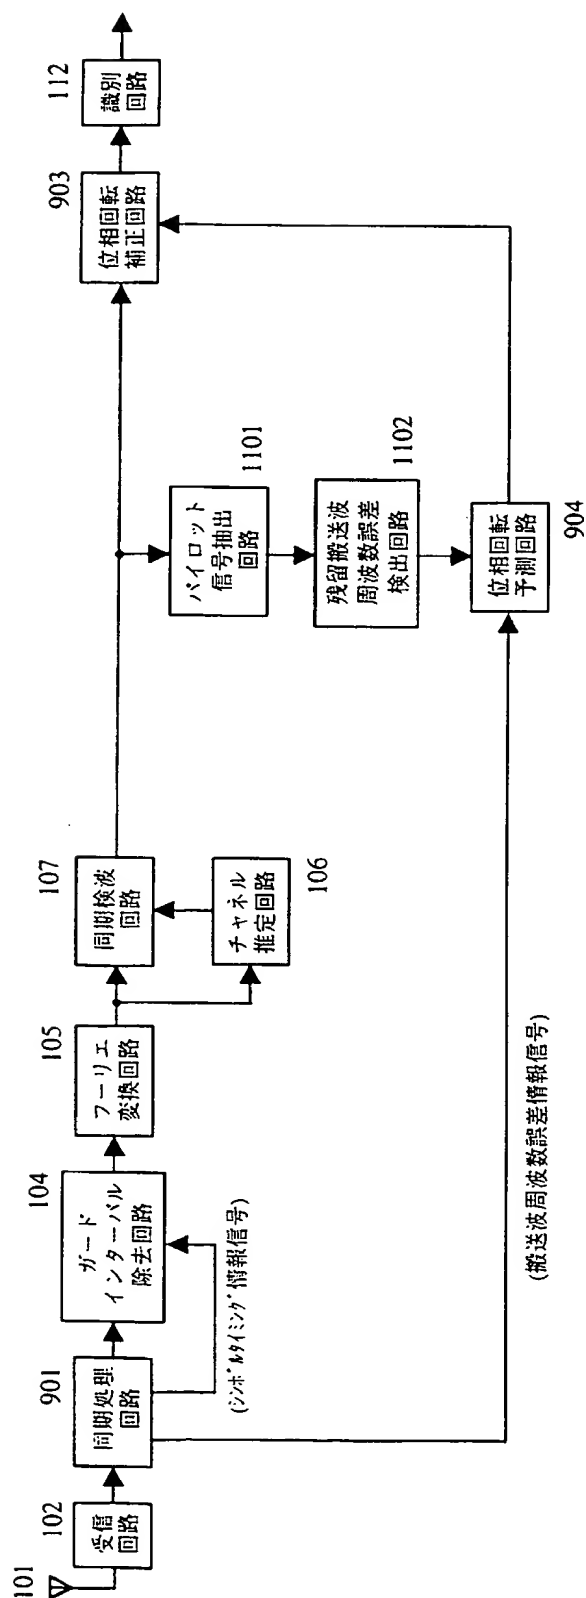 101
102
受信
回路
901
同期処理
回路
(シンボルタイミング情報信号)
104
ガード
インターバル
除去回路
105
フーリエ
変換回路
107
同期検波
回路
106
チャネル
推定回路
(搬送波周波数誤差情報信号)
1101
パイロット
信号抽出
回路
1102
残留搬送波
周波数誤差
検出回路
904
位相回転
予測回路
903
位相回転
補正回路
112
識別
回路